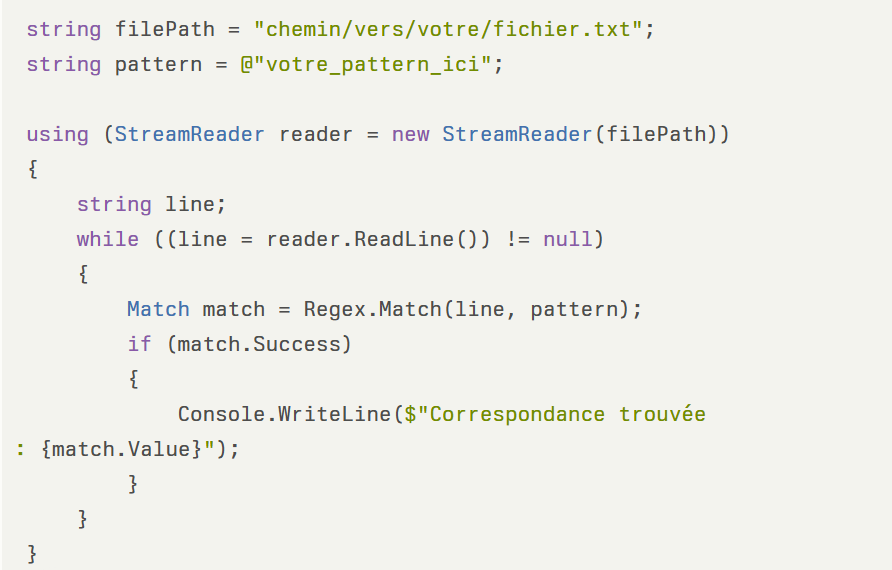 string filePath = "chemin/vers/votre/fichier.txt";
string pattern = @"votre_pattern_ici";

using (StreamReader reader = new StreamReader(filePath))
{
    string line;
    while ((line = reader.ReadLine()) != null)
    {
        Match match = Regex.Match(line, pattern);
        if (match.Success)
        {
            Console.WriteLine($"Correspondance trouvée
: {match.Value}");
        }
    }
}